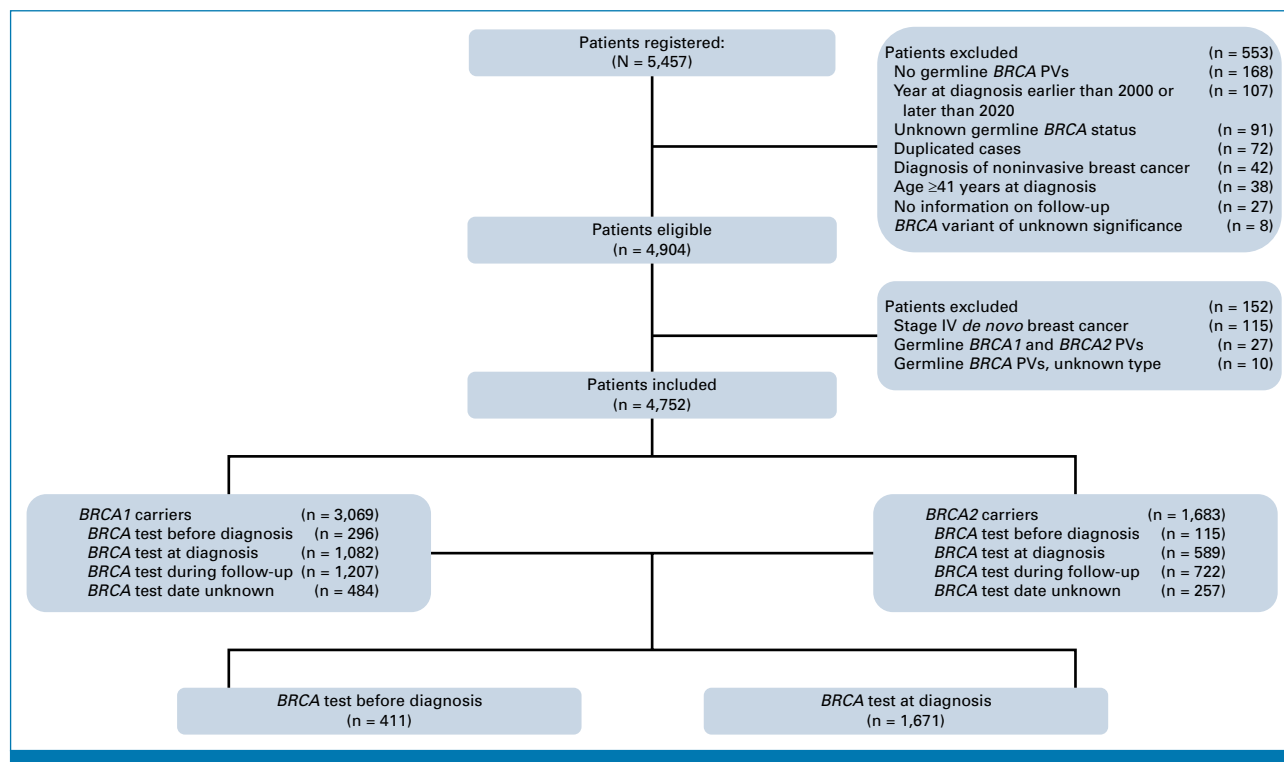 Patients registered:
(N = 5,457)
Patients excluded (n = 553)
No germline BRCA PVs (n = 168)
Year at diagnosis earlier than 2000 or (n = 107)
later than 2020
Unknown germline BRCA status (n = 91)
Duplicated cases (n = 72)
Diagnosis of noninvasive breast cancer (n = 42)
Age ≥41 years at diagnosis (n = 38)
No information on follow-up (n = 27)
BRCA variant of unknown significance (n = 8)
Patients eligible
(n = 4,904)
Patients excluded (n = 152)
Stage IV de novo breast cancer (n = 115)
Germline BRCA1 and BRCA2 PVs (n = 27)
Germline BRCA PVs, unknown type (n = 10)
Patients included
(n = 4,752)
BRCA1 carriers (n = 3,069)
BRCA test before diagnosis (n = 296)
BRCA test at diagnosis (n = 1,082)
BRCA test during follow-up (n = 1,207)
BRCA test date unknown (n = 484)
BRCA2 carriers (n = 1,683)
BRCA test before diagnosis (n = 115)
BRCA test at diagnosis (n = 589)
BRCA test during follow-up (n = 722)
BRCA test date unknown (n = 257)
BRCA test before diagnosis
(n = 411)
BRCA test at diagnosis
(n = 1,671)